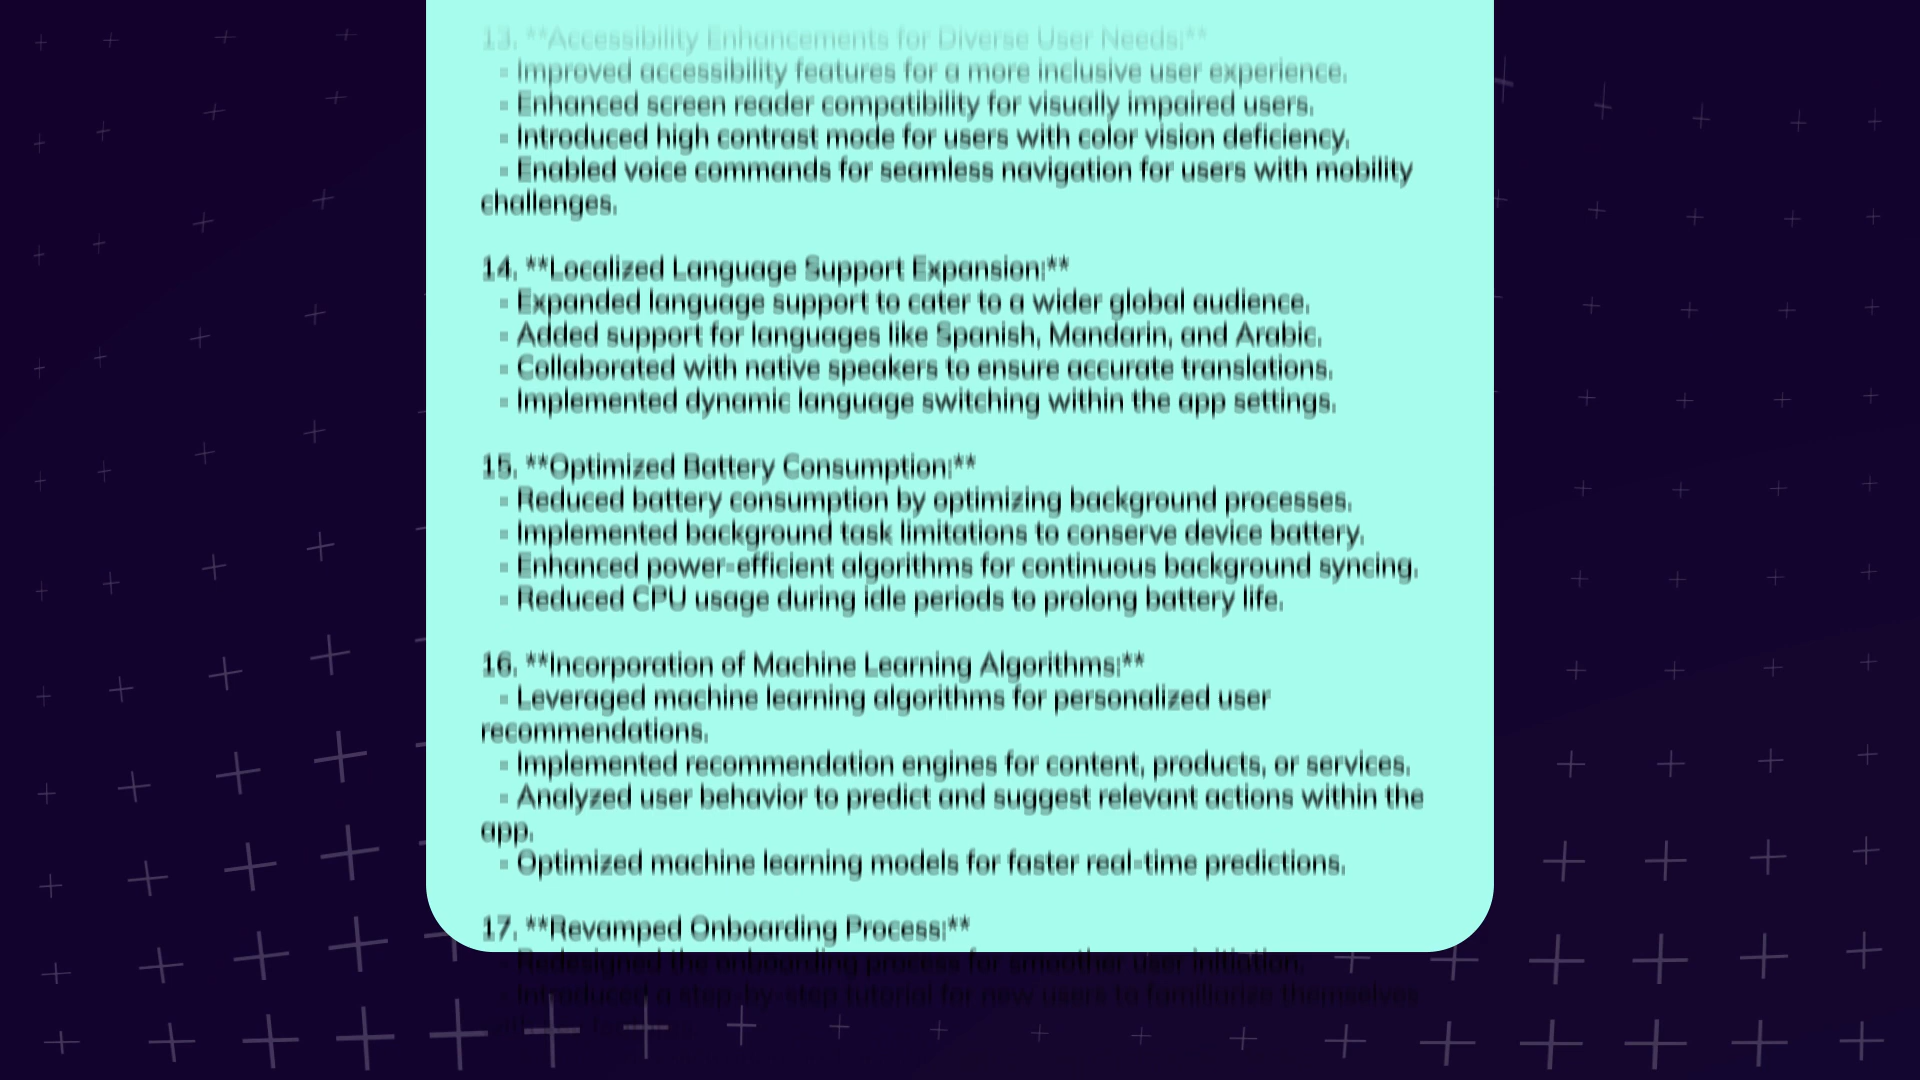 13. **Accessibility Enhancements for Diverse User Needs:**
- Improved accessibility features for a more inclusive user experience.
- Enhanced screen reader compatibility for visually impaired users.
- Introduced high contrast mode for users with color vision deficiency.
- Enabled voice commands for seamless navigation for users with mobility
challenges.
14. **Localized Language Support Expansion:**
- Expanded language support to cater to a wider global audience.
- Added support for languages like Spanish, Mandarin, and Arabic.
- Collaborated with native speakers to ensure accurate translations.
- Implemented dynamic language switching within the app settings.
15. **Optimized Battery Consumption:**
- Reduced battery consumption by optimizing background processes.
- Implemented background task limitations to conserve device battery.
- Enhanced power-efficient algorithms for continuous background syncing.
- Reduced CPU usage during idle periods to prolong battery life.
16. **Incorporation of Machine Learning Algorithms:**
- Leveraged machine learning algorithms for personalized user
recommendations.
- Implemented recommendation engines for content, products, or services.
- Analyzed user behavior to predict and suggest relevant actions within the
app.
- Optimized machine learning models for faster real-time predictions.
17. **Revamped Onboarding Process:**
- Redesigned the onboarding process for smoother user initiation.
- Introduced a step-by-step tutorial for new users to familiarize themselves